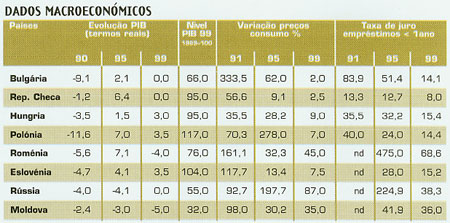 DADOS MACROECONÓMICOS
Países Evolução PIB (termos reais) Nível PIB 99 1989=100 Variação preços consumo % Taxa de juro empréstimos < 1ano
90 95 99 91 95 99 91 95 99
Bulgária -9,1 2,1 0,0 66,0 333,5 62,0 2,0 83,9 51,4 14,1
Rep. Checa -1,2 6,4 0,0 95,0 56,6 9,1 2,5 13,3 12,7 8,0
Hungria -3,5 1,5 3,0 95,0 35,5 28,2 9,0 35,5 32,2 15,4
Polónia -11,6 7,0 3,5 117,0 70,3 278,0 7,0 40,0 24,0 14,4
Roménia -5,6 7,1 -4,0 76,0 161,1 32,3 45,0 nd 475,0 68,6
Eslovénia -4,7 4,1 3,5 104,0 117,7 13,4 7,5 nd 28,0 15,2
Rússia -4,0 -4,1 0,0 55,0 92,7 197,7 87,0 nd 224,9 38,3
Moldova -2,4 -3,0 -5,0 32,0 98,0 30,2 35,0 nd 41,9 36,0